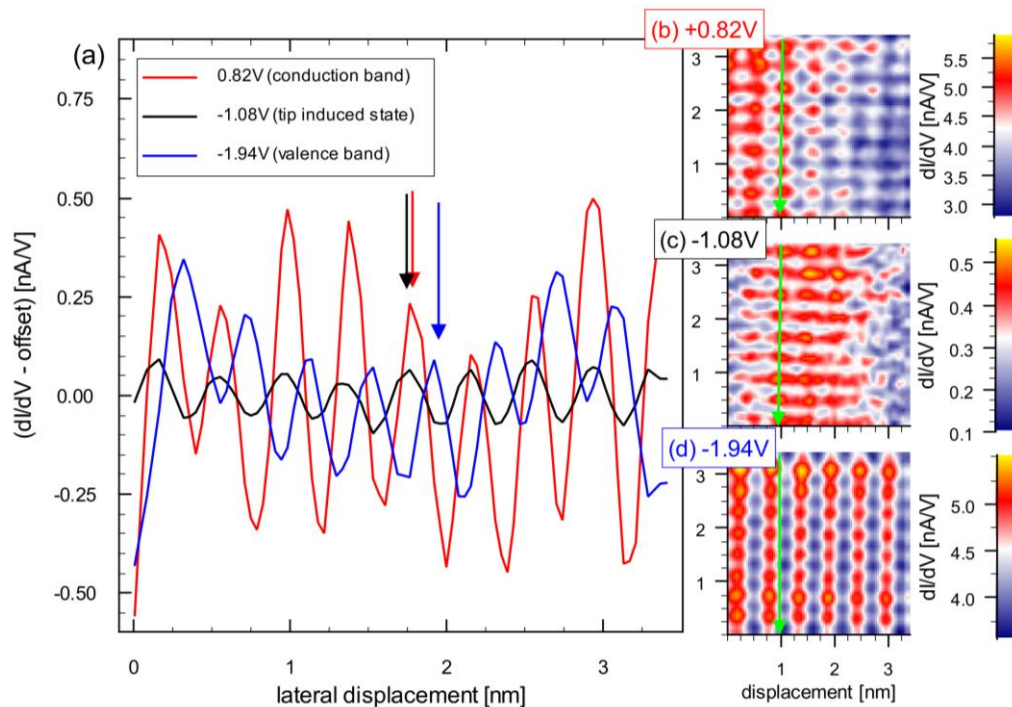 (a)
0.82V (conduction band)
-1.08V (tip induced state)
-1.94V (valence band)
(dI/dV - offset) [nA/V]
0.75
0.50
0.25
0.00
-0.25
-0.50
0
1
2
3
lateral displacement [nm]
(b) +0.82V
3
2
1
dI/dV [nA/V]
5.5
5.0
4.5
4.0
3.5
3.0
(c) -1.08V
3
2
1
dI/dV [nA/V]
0.5
0.4
0.3
0.2
0.1
(d) -1.94V
3
2
1
dI/dV [nA/V]
5.0
4.5
4.0
1
2
3
displacement [nm]